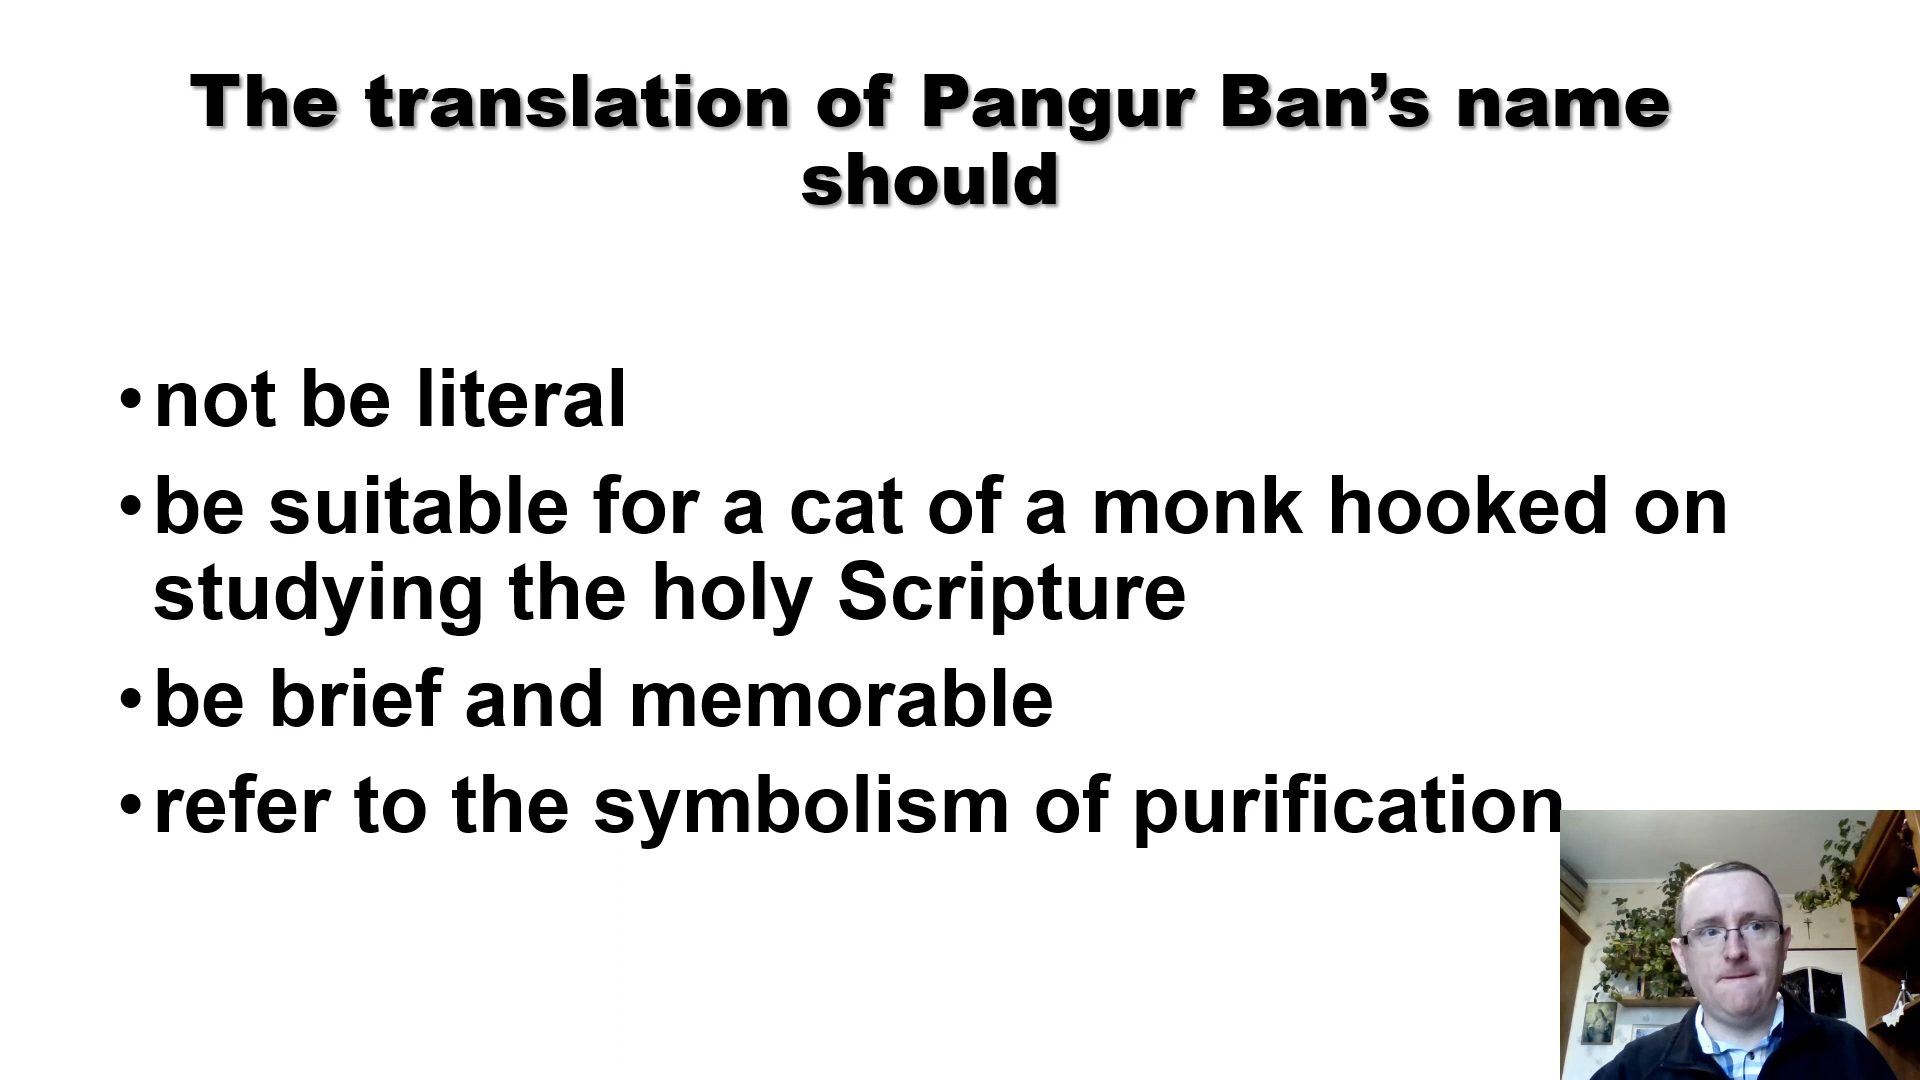 The translation of Pangur Ban’s name
should
• not be literal
• be suitable for a cat of a monk hooked on
studying the holy Scripture
• be brief and memorable
• refer to the symbolism of purification